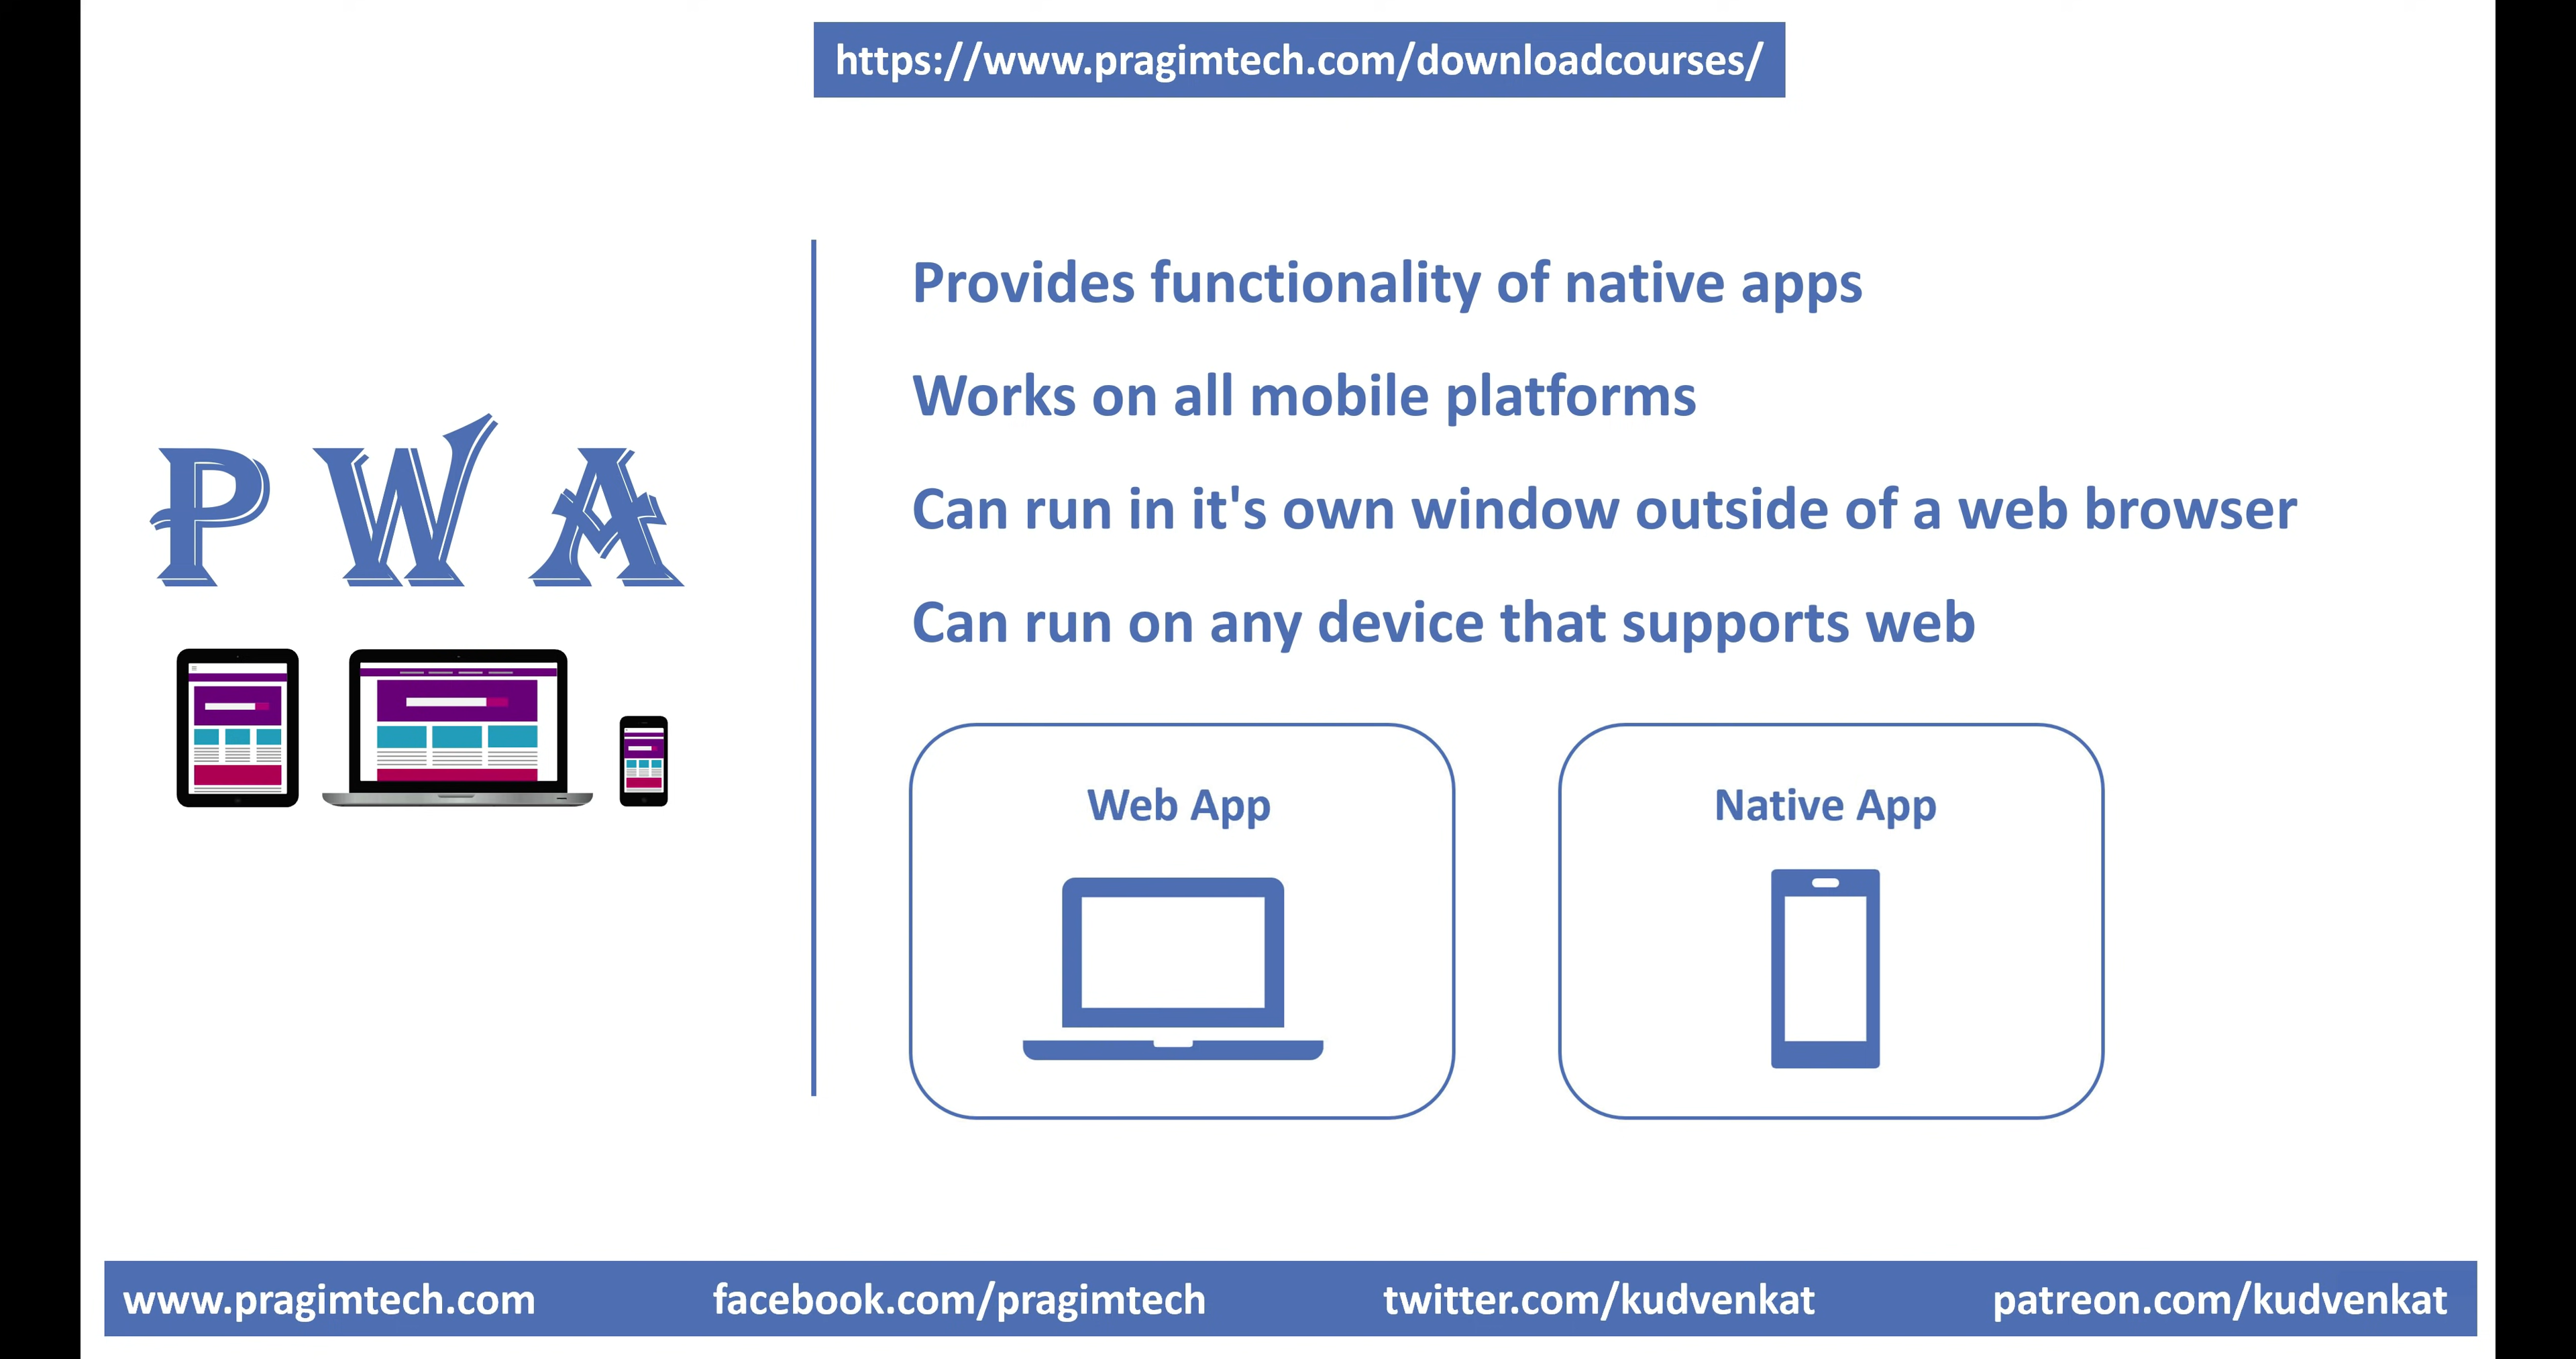 https://www.pragimtech.com/downloadcourses/
PWA
Provides functionality of native apps
Works on all mobile platforms
Can run in it's own window outside of a web browser
Can run on any device that supports web
Web App
Native App
www.pragimtech.com facebook.com/pragimtech twitter.com/kudvenkat patreon.com/kudvenkat